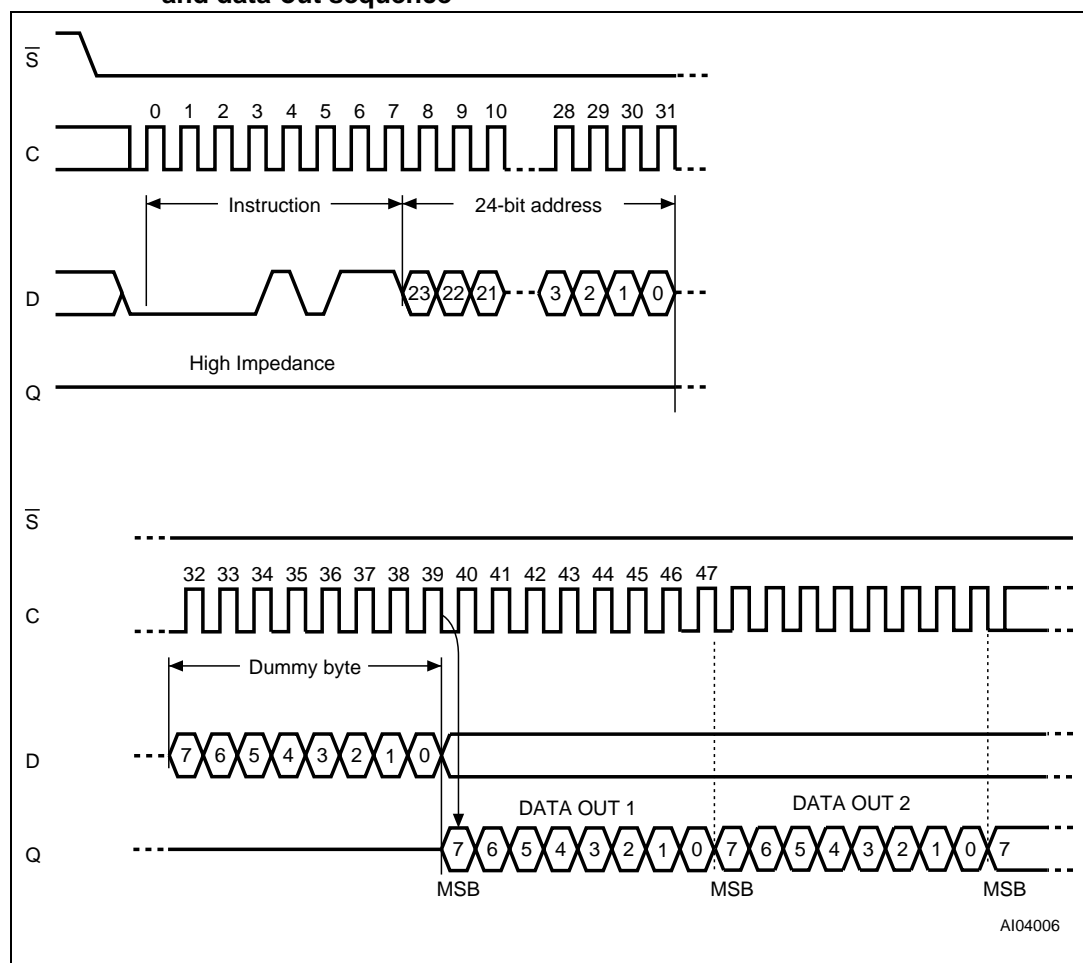 and data-out sequence
S
0 1 2 3 4 5 6 7 8 9 10 28 29 30 31
C
Instruction 24-bit address
D 23 22 21 3 2 1 0
High Impedance
Q
S
32 33 34 35 36 37 38 39 40 41 42 43 44 45 46 47
C
Dummy byte
D 7 6 5 4 3 2 1 0
DATA OUT 1 DATA OUT 2
Q 7 6 5 4 3 2 1 0 7 6 5 4 3 2 1 0 7
MSB MSB MSB
AI04006